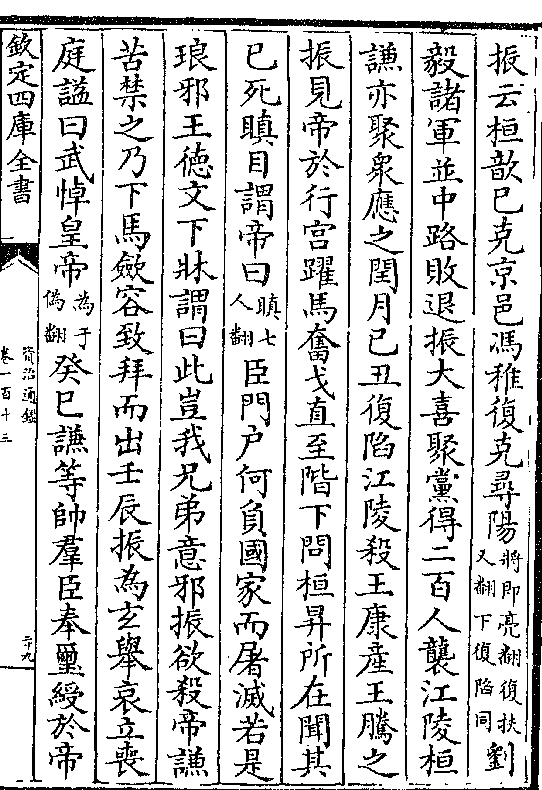 振云桓歆已克京邑馮稚復克尋陽將即亮翻復扶又翻下復陷同劉
毅諸軍並中路敗退振大喜聚黨得二百人襲江陵桓
謙亦聚衆應之閏月己丑復陷江陵殺王康産王騰之
振見帝於行宫躍馬奮戈直至階下問桓昇所在聞其
已死瞋目謂帝曰瞋七人翻臣門户何負國家而屠滅若是
琅邪王德文下牀謂曰此豈我兄弟意邪振欲殺帝謙
苦禁之乃下馬斂容致拜而出壬辰振為玄舉哀立喪
庭諡曰武悼皇帝為于偽翻癸巳謙等帥羣臣奉璽綬於帝
欽定四庫全書
資治通鑑
卷一百十三
二十九